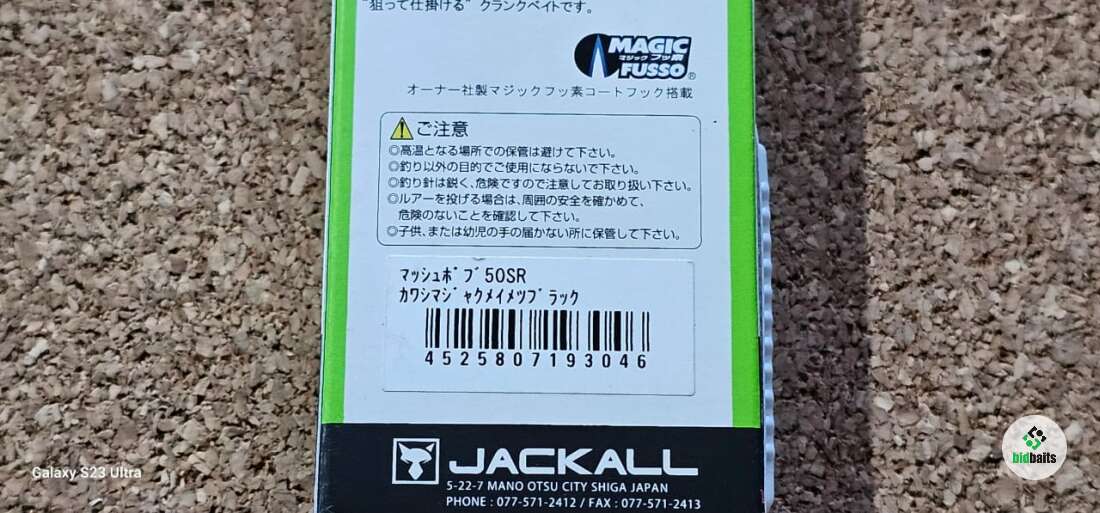 "狙って仕掛ける" クランクベイトです。
MAGIC
マジック フッ素
FUSSO®
オーナー社製マジックフッ素コートフック搭載
ご注意
◎高温となる場所での保管は避けて下さい。
◎釣り以外の目的でご使用にならないで下さい。
◎釣り針は鋭く、危険ですので注意してお取り扱い下さい。
◎ルアーを投げる場合は、周囲の安全を確かめて、
危険のないことを確認して下さい。
◎子供、または幼児の手の届かない所に保管して下さい。
ﾏｯｼｭﾎﾞﾌﾞ50SR
ｶﾜｼﾏｼﾞｬｸﾒｲﾒﾂﾌﾞﾗｯｸ
4525807193046
JACKALL
5-22-7 MANO OTSU CITY SHIGA JAPAN
PHONE : 077-571-2412 / FAX : 077-571-2413
Galaxy S23 Ultra
bidbaits